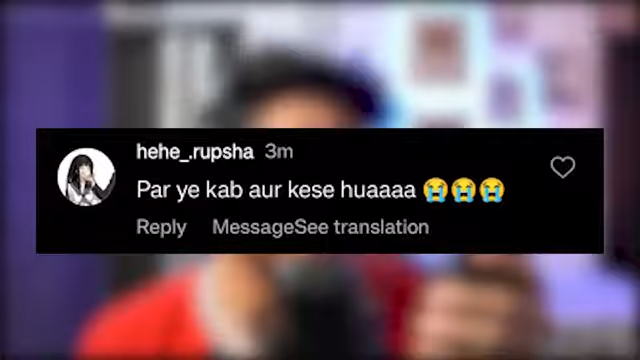 hehe_.rupsha 3m
Par ye kab aur kese huaaaa 😭😭😭
Reply MessageSee translation